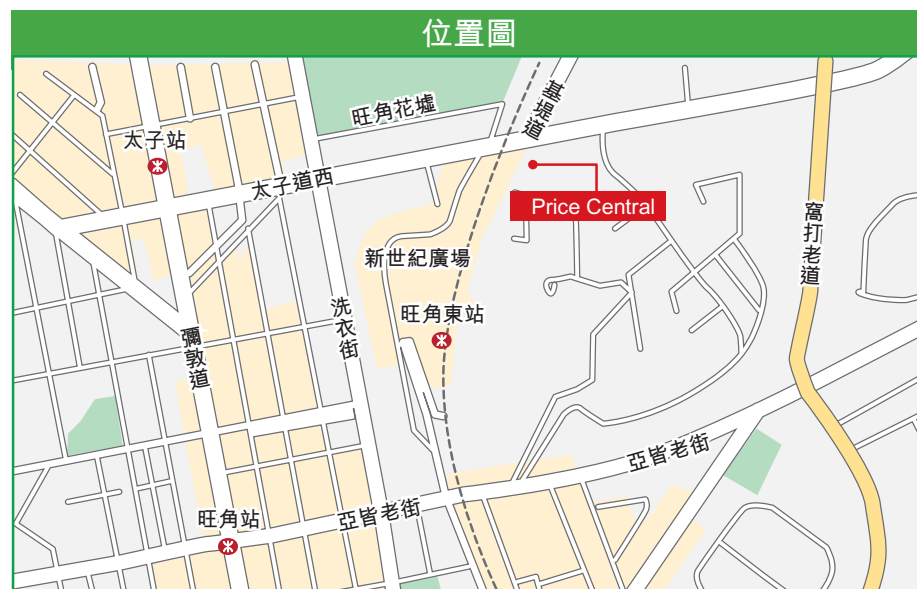 位置圖
基堤道
旺角花墟
太子站
太子道西
Price Central
窩打老道
新世紀廣場
洗衣街
旺角東站
彌敦道
亞皆老街
旺角站
亞皆老街